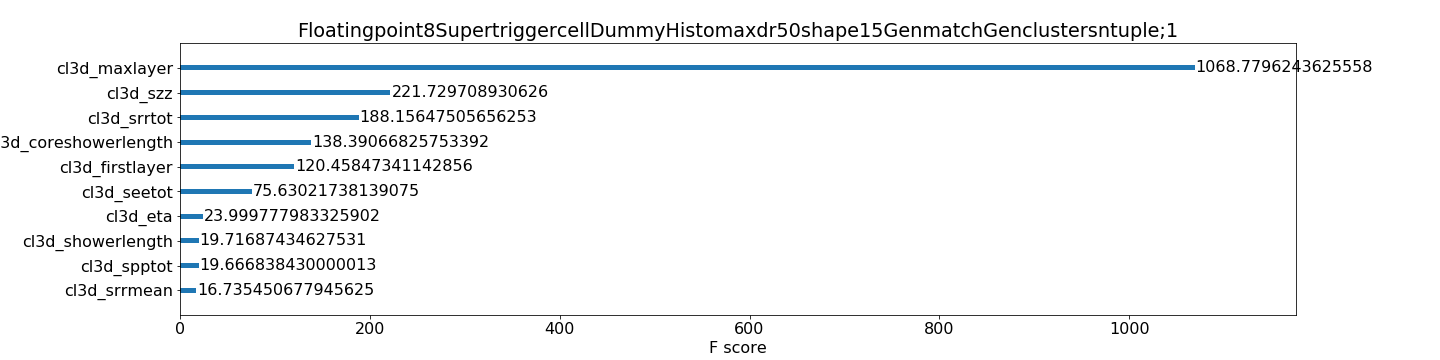 Floatingpoint8SupertriggercellDummyHistomaxdr50shape15GenmatchGenclustersntuple;1
cl3d_maxlayer 1068.7796243625558
cl3d_szz 221.729708930626
cl3d_srrtot 188.15647505656253
3d_coreshowerlength 138.39066825753392
cl3d_firstlayer 120.45847341142856
cl3d_seetot 75.63021738139075
cl3d_eta 23.999777983325902
cl3d_showerlength 19.71687434627531
cl3d_spptot 19.666838430000013
cl3d_srrmean 16.735450677945625
0 200 400 600 800 1000
F score